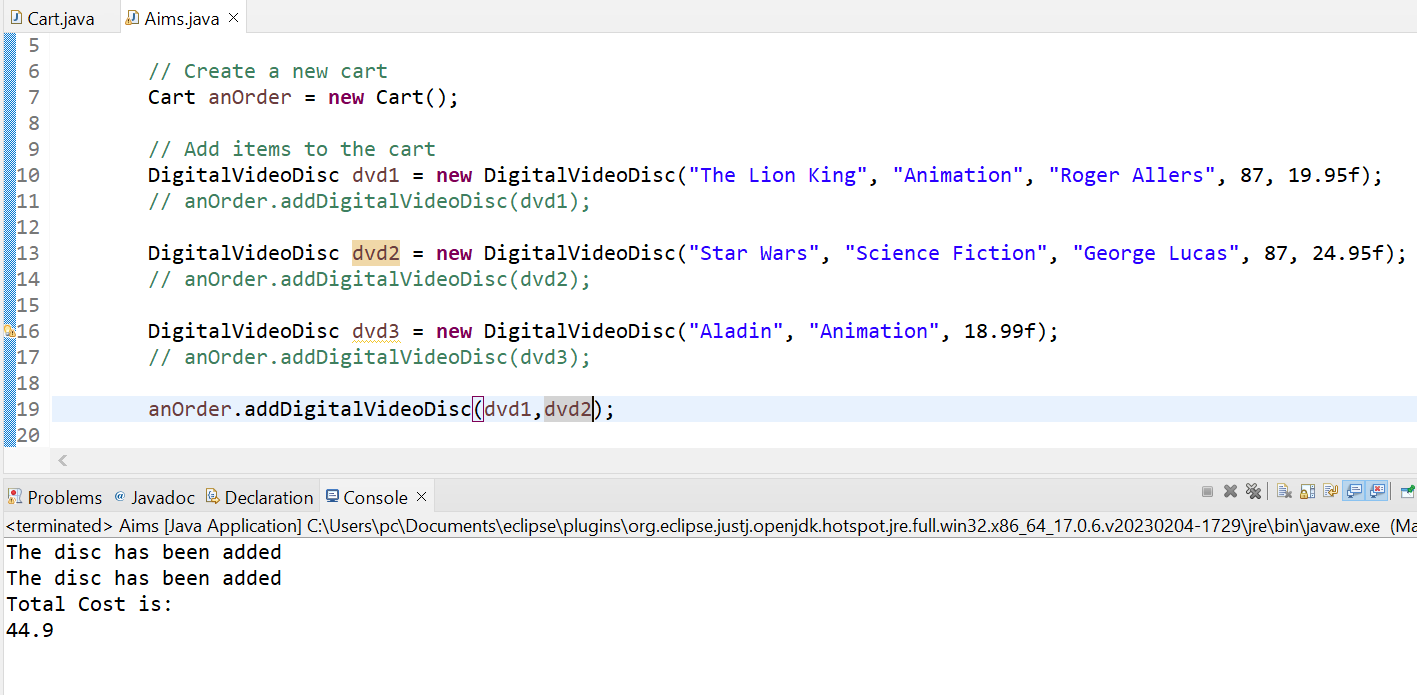 Cart.java Aims.java
5
6 // Create a new cart
7 Cart anOrder = new Cart();
8
9 // Add items to the cart
10 DigitalVideoDisc dvd1 = new DigitalVideoDisc("The Lion King", "Animation", "Roger Allers", 87, 19.95f);
11 // anOrder.addDigitalVideoDisc(dvd1);
12
13 DigitalVideoDisc dvd2 = new DigitalVideoDisc("Star Wars", "Science Fiction", "George Lucas", 87, 24.95f);
14 // anOrder.addDigitalVideoDisc(dvd2);
15
16 DigitalVideoDisc dvd3 = new DigitalVideoDisc("Aladin", "Animation", 18.99f);
17 // anOrder.addDigitalVideoDisc(dvd3);
18
19 anOrder.addDigitalVideoDisc(dvd1,dvd2);
20
Problems @ Javadoc Declaration Console
<terminated> Aims [Java Application] C:\Users\pc\Documents\eclipse\plugins\org.eclipse.justj.openjdk.hotspot.jre.full.win32.x86_64_17.0.6.v20230204-1729\jre\bin\javaw.exe (Ma
The disc has been added
The disc has been added
Total Cost is:
44.9